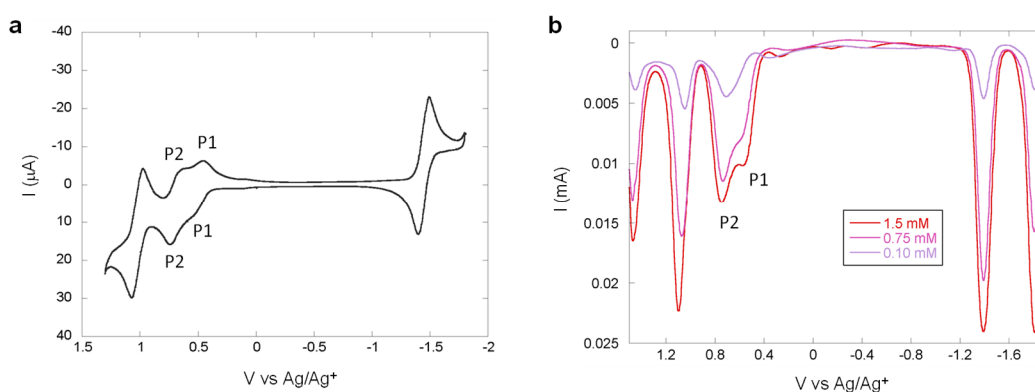 a
-40
-30
-20
-10
0
10
20
30
40
I (µA)
P2
P1
P1
P2
1.5
1
0.5
0
-0.5
-1
-1.5
-2
V vs Ag/Ag⁺
b
0
0.005
0.01
0.015
0.02
0.025
I (mA)
P1
P2
1.5 mM
0.75 mM
0.10 mM
1.2
0.8
0.4
0
-0.4
-0.8
-1.2
-1.6
V vs Ag/Ag⁺